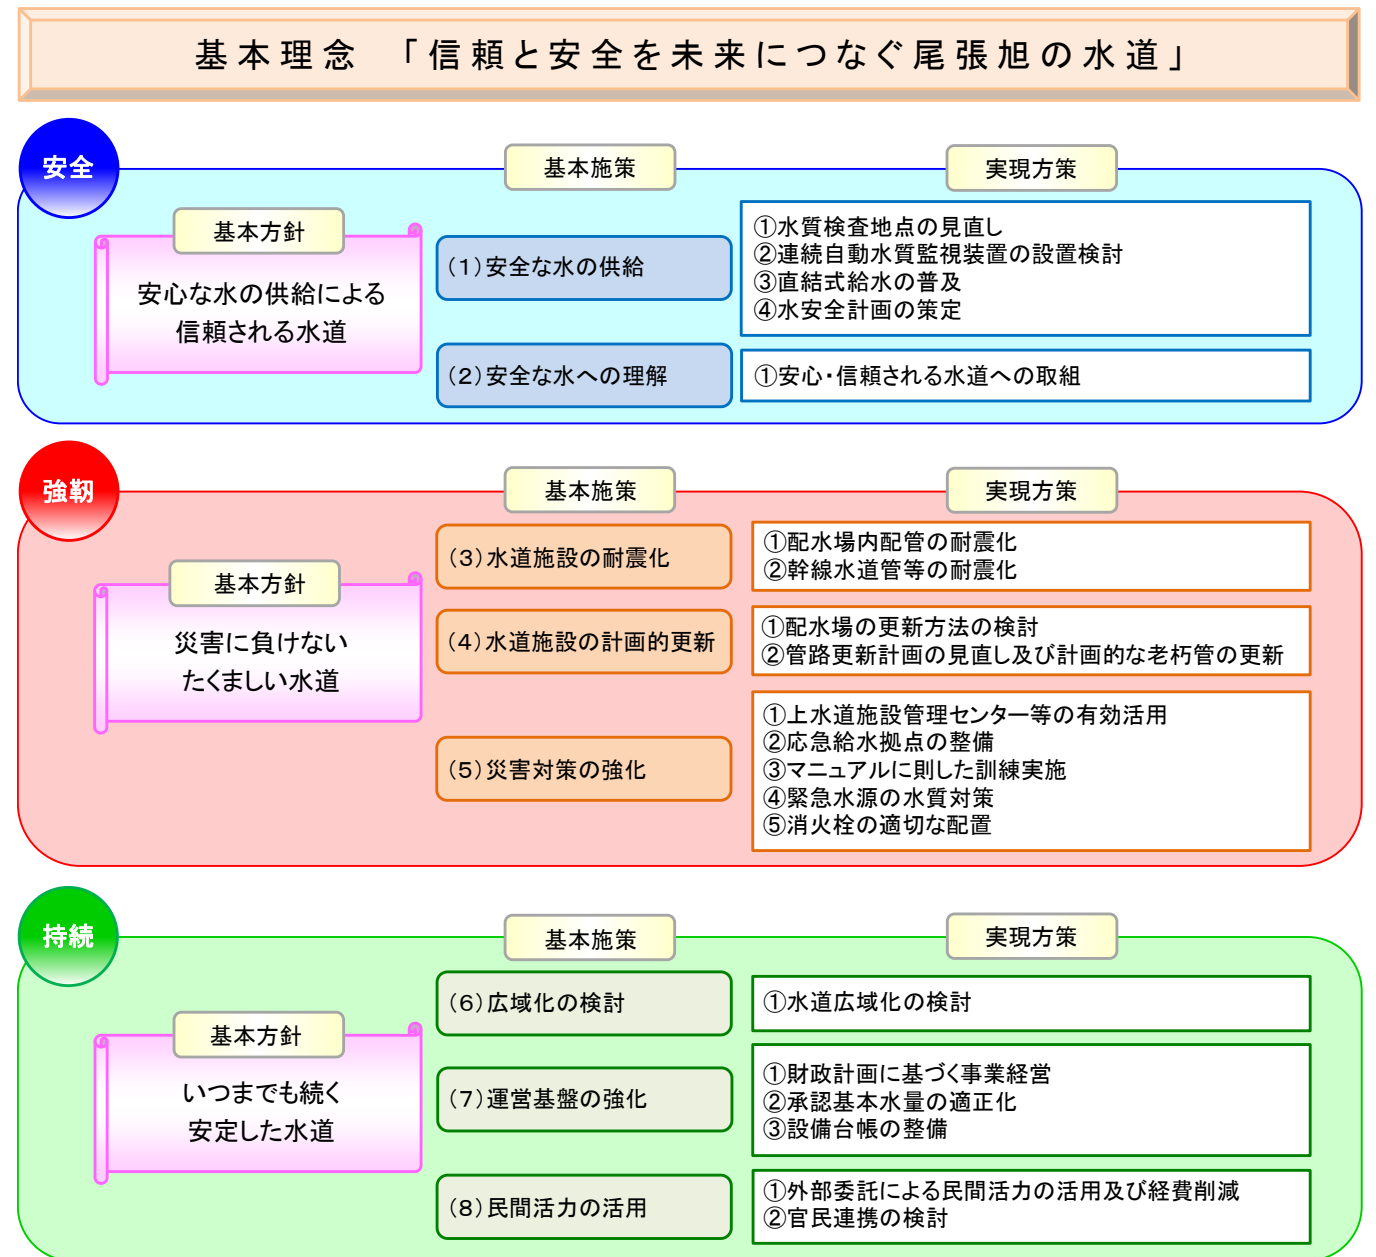 基本理念 「信頼と安全を未来につなぐ尾張旭の水道」
安全
基本施策
実現方策
基本方針
安心な水の供給による
信頼される水道
(1)安全な水の供給
①水質検査地点の見直し
②連続自動水質監視装置の設置検討
③直結式給水の普及
④水安全計画の策定
(2)安全な水への理解
①安心・信頼される水道への取組
強靭
基本施策
実現方策
基本方針
災害に負けない
たくましい水道
(3)水道施設の耐震化
①配水場内配管の耐震化
②幹線水道管等の耐震化
(4)水道施設の計画的更新
①配水場の更新方法の検討
②管路更新計画の見直し及び計画的な老朽管の更新
(5)災害対策の強化
①上水道施設管理センター等の有効活用
②応急給水拠点の整備
③マニュアルに則した訓練実施
④緊急水源の水質対策
⑤消火栓の適切な配置
持続
基本施策
実現方策
基本方針
いつまでも続く
安定した水道
(6)広域化の検討
①水道広域化の検討
(7)運営基盤の強化
①財政計画に基づく事業経営
②承認基本水量の適正化
③設備台帳の整備
(8)民間活力の活用
①外部委託による民間活力の活用及び経費削減
②官民連携の検討